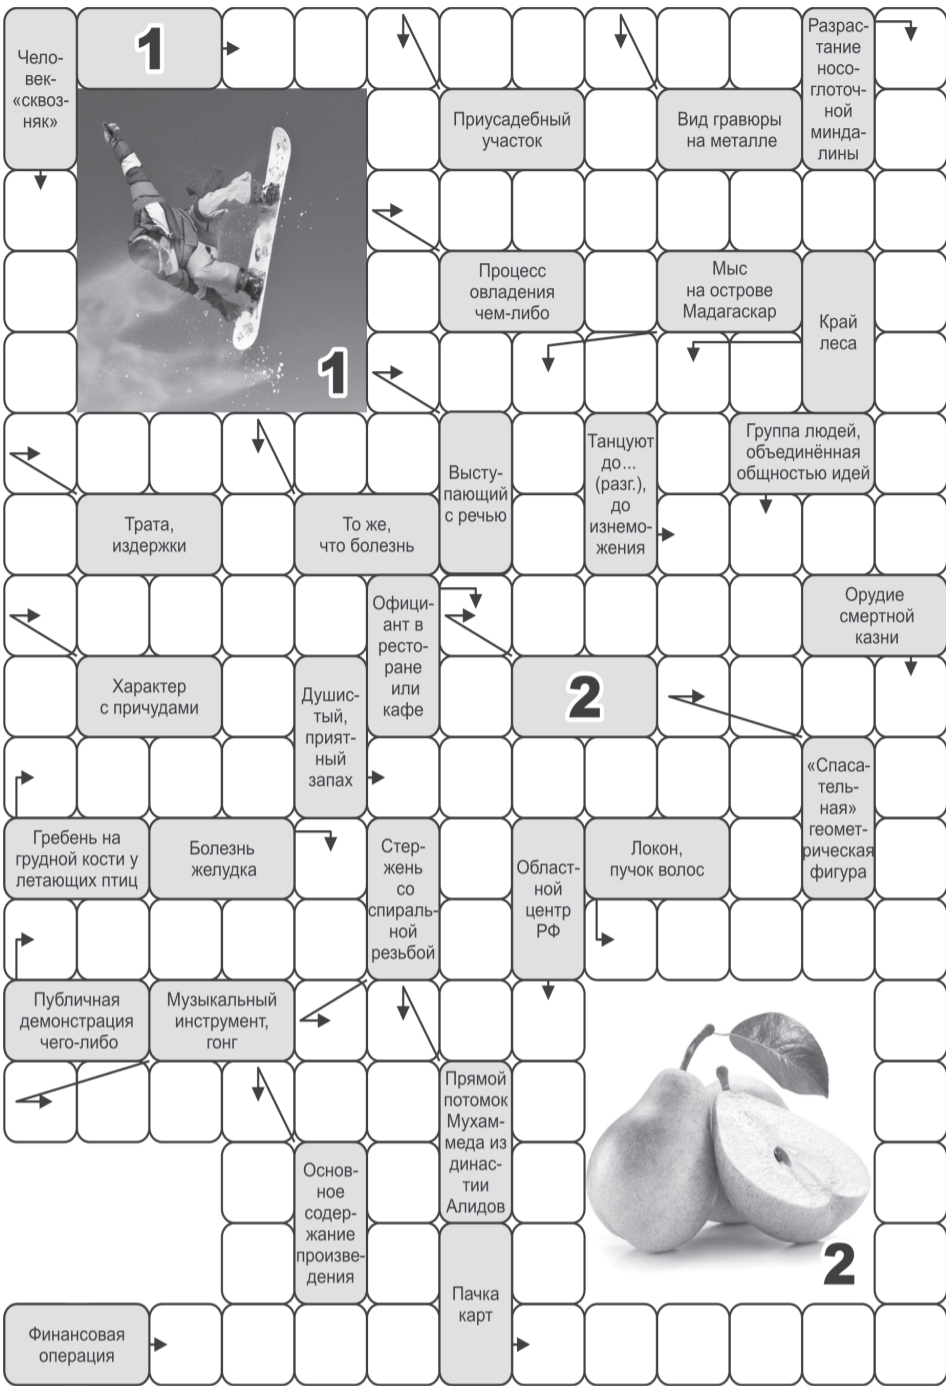 Чело-
век-
«сквоз-
няк»
1
Разрас-
тание
носо-
глоточ-
ной
минда-
лины
Приусадебный
участок
Вид гравюры
на металле
Процесс
овладения
чем-либо
Мыс
на острове
Мадагаскар
Край
леса
1
Высту-
пающий
с речью
Танцуют
до...
(разг.),
до
изнемо-
жения
Группа людей,
объединённая
общностью идей
Трата,
издержки
То же,
что болезнь
Офици-
ант в
ресто-
ране
или
кафе
Орудие
смертной
казни
Характер
с причудами
Душис-
тый,
прият-
ный
запах
2
«Спаса-
тель-
ная»
геомет-
рическая
фигура
Гребень на
грудной кости у
летающих птиц
Болезнь
желудка
Стер-
жень
со
спираль-
ной
резьбой
Област-
ной
центр
РФ
Локон,
пучок волос
Публичная
демонстрация
чего-либо
Музыкальный
инструмент,
гонг
Прямой
потомок
Мухам-
меда из
динас-
тии
Алидов
Основ-
ное
содер-
жание
произве-
дения
2
Пачка
карт
Финансовая
операция